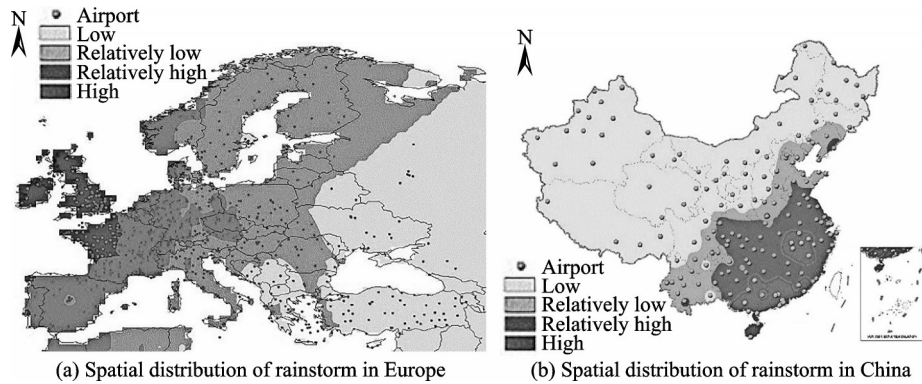 N
Airport
Low
Relatively low
Relatively high
High
(a) Spatial distribution of rainstorm in Europe
N
Airport
Low
Relatively low
Relatively high
High
(b) Spatial distribution of rainstorm in China